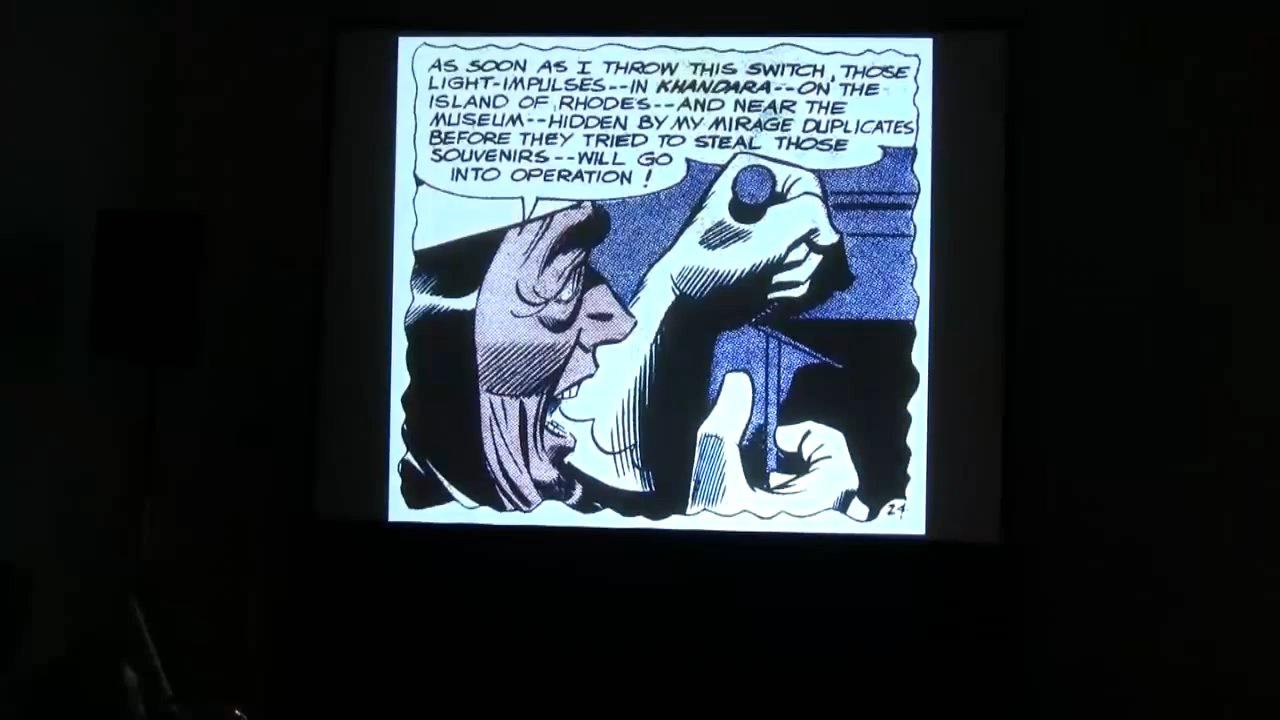 AS SOON AS I THROW THIS SWITCH, THOSE
LIGHT-IMPULSES--IN KHANDARA--ON THE
ISLAND OF RHODES--AND NEAR THE
MUSEUM--HIDDEN BY MY MIRAGE DUPLICATES
BEFORE THEY TRIED TO STEAL THOSE
SOUVENIRS--WILL GO
INTO OPERATION!
24